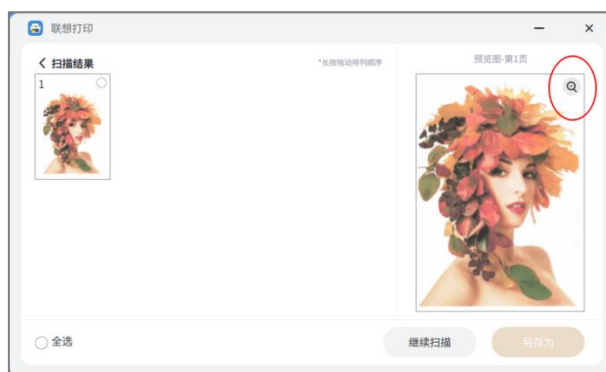 联想打印
扫描结果
*长按拖动排列顺序
预览图-第1页
1
全选
继续扫描
另存为